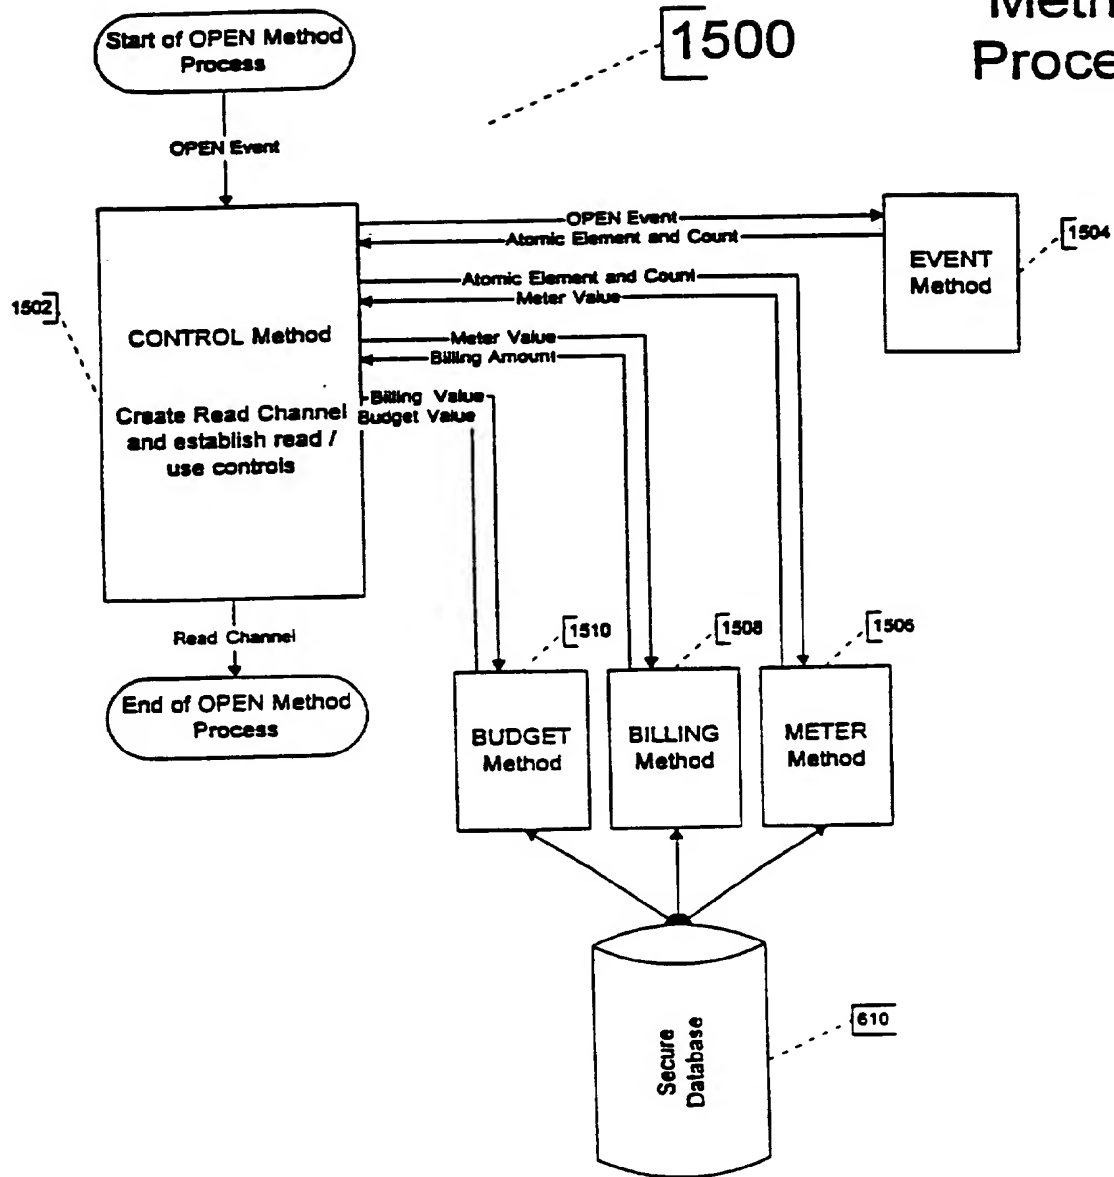 Start of OPEN Method
Process
1500
OPEN Event
OPEN Event
Atomic Element and Count
EVENT
Method
1504
Atomic Element and Count
Meter Value
1502
CONTROL Method
Create Read Channel
and establish read /
use controls
Meter Value
Billing Amount
Billing Value
Budget Value
Read Channel
End of OPEN Method
Process
1510
1508
1506
BUDGET
Method
BILLING
Method
METER
Method
Secure
Database
610